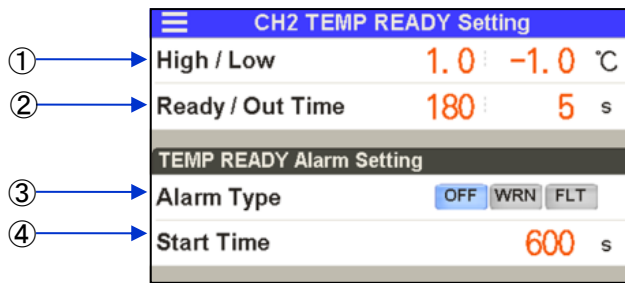 CH2 TEMP READY Setting
① High / Low 1.0 -1.0 ℃
② Ready / Out Time 180 5 s
TEMP READY Alarm Setting
③ Alarm Type OFF WRN FLT
④ Start Time 600 s